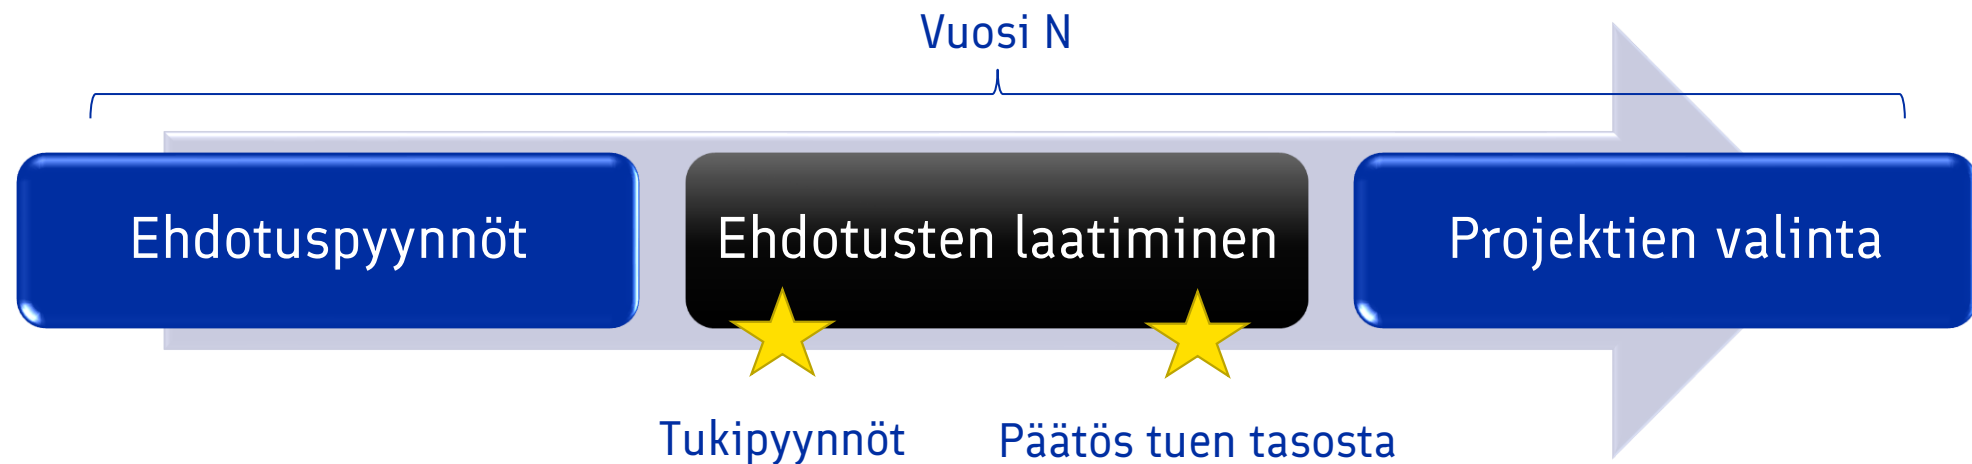 Vuosi N
Ehdotuspyynnöt
Ehdotusten laatiminen
Projektien valinta
Tukipyynnöt
Päätös tuen tasosta